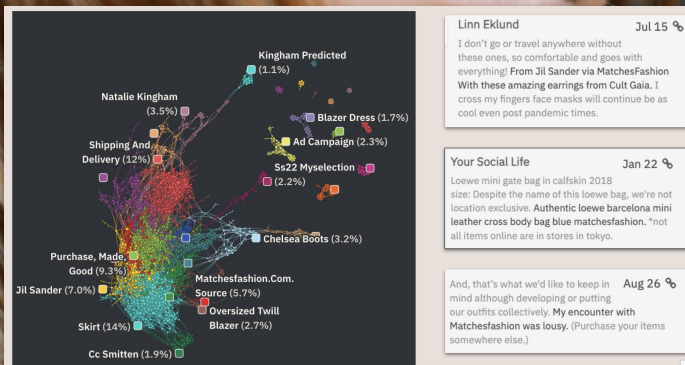 Kingham Predicted
(1.1%)
Natalie Kingham
(3.5%)
Blazer Dress (1.7%)
Shipping And
Delivery (12%)
Ad Campaign (2.3%)
Ss22 Myselection
(2.2%)
Chelsea Boots (3.2%)
Purchase, Made,
Good (9.3%)
Matchesfashion.Com.
Source (5.7%)
Jil Sander (7.0%)
Oversized Twill
Blazer (2.7%)
Skirt (14%)
Cc Smitten (1.9%)
Linn Eklund
Jul 15
I don't go or travel anywhere without
these ones, so comfortable and goes with
everything! From Jil Sander via MatchesFashion
With these amazing earrings from Cult Gaia. I
cross my fingers face masks will continue be as
cool even post pandemic times.
Your Social Life
Jan 22
Loewe mini gate bag in calfskin 2018
size: Despite the name of this loewe bag, we're not
location exclusive. Authentic loewe barcelona mini
leather cross body bag blue matchesfashion. *not
all items online are in stores in tokyo.
Aug 26
And, that's what we'd like to keep in
mind although developing or putting
our outfits collectively. My encounter with
Matchesfashion was lousy. (Purchase your items
somewhere else.)